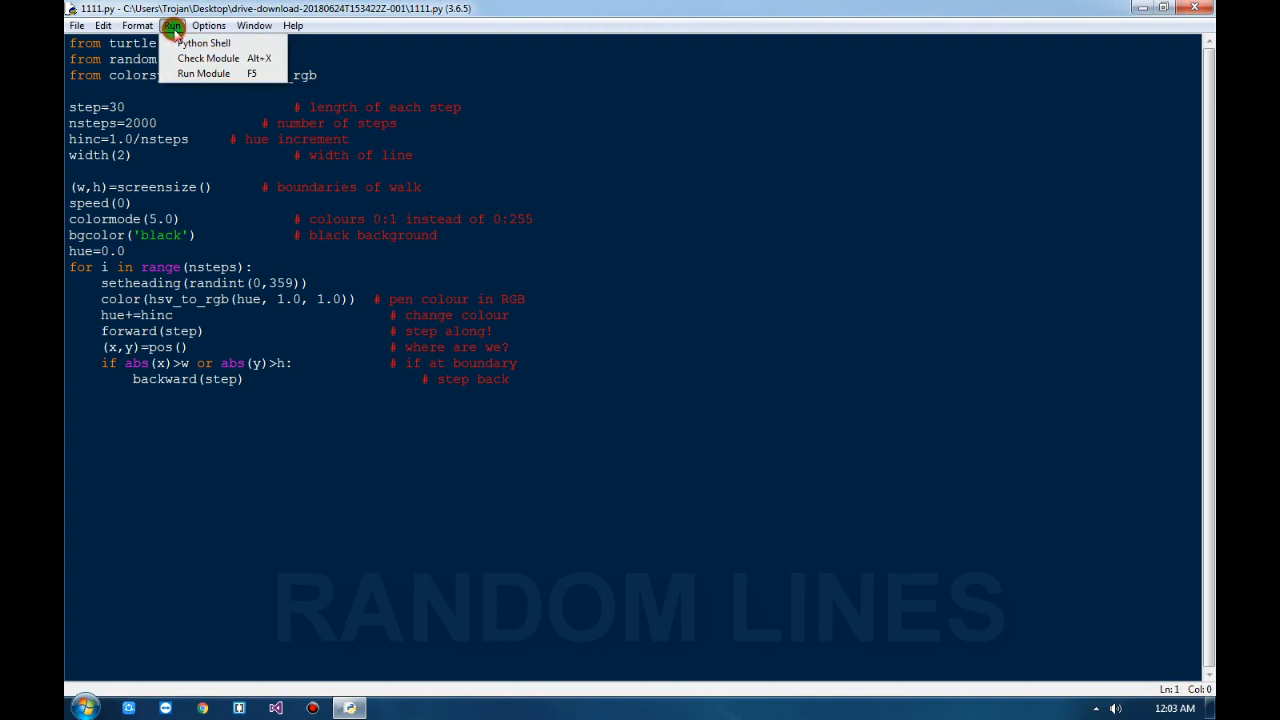 1111.py - C:\Users\Trojan\Desktop\drive-download-20180624T153422Z-001\1111.py (3.6.5)
File Edit Format Run Options Window Help
Python Shell
Check Module Alt+X
Run Module F5
from turtle
from random
from colors _rgb
step=30 # length of each step
nsteps=2000 # number of steps
hinc=1.0/nsteps # hue increment
width(2) # width of line
(w,h)=screensize() # boundaries of walk
speed(0)
colormode(5.0) # colours 0:1 instead of 0:255
bgcolor('black') # black background
hue=0.0
for i in range(nsteps):
setheading(randint(0,359))
color(hsv_to_rgb(hue, 1.0, 1.0)) # pen colour in RGB
hue+=hinc # change colour
forward(step) # step along!
(x,y)=pos() # where are we?
if abs(x)>w or abs(y)>h: # if at boundary
backward(step) # step back
RANDOM LINES
Ln: 1 Col: 0
12:03 AM